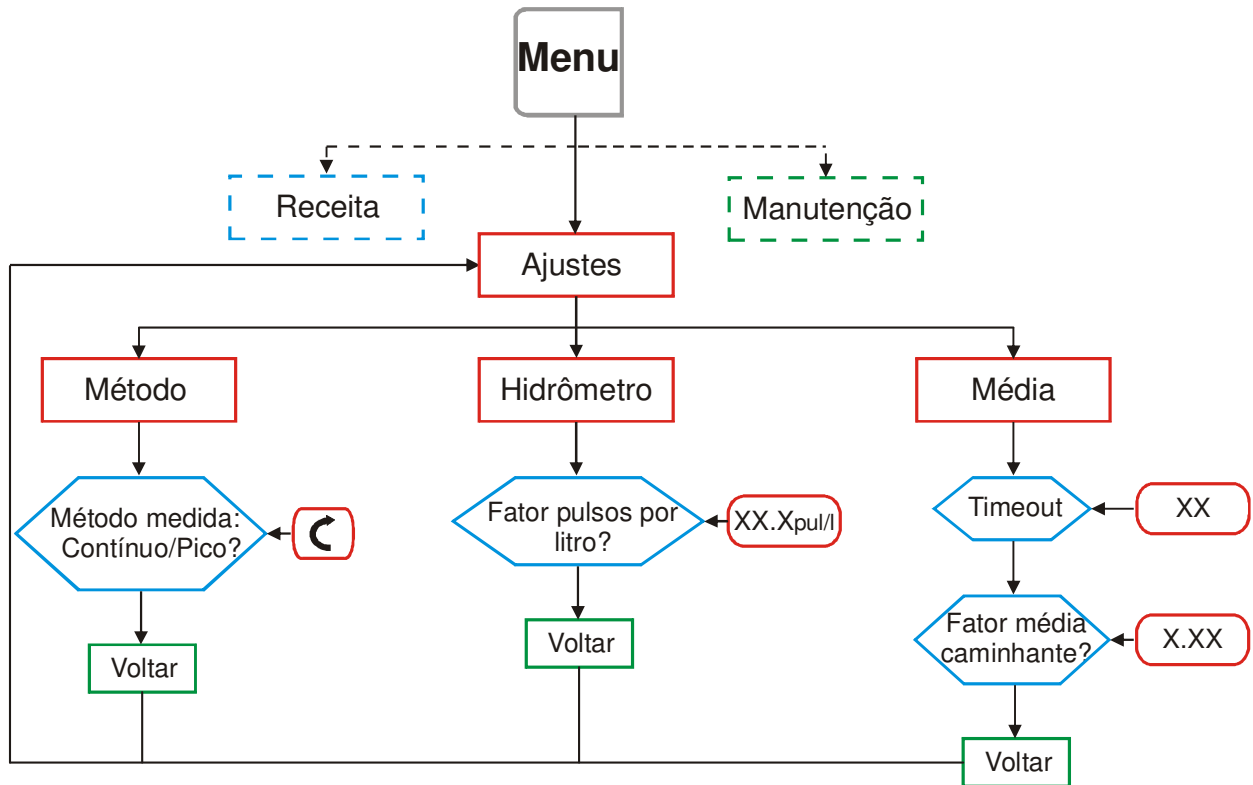 Menu
Receita
Manutenção
Ajustes
Método
Hidrômetro
Média
Método medida:
Contínuo/Pico?
Fator pulsos por
litro?
XX.Xpul/l
Timeout
XX
Fator média
caminhante?
X.XX
Voltar
Voltar
Voltar